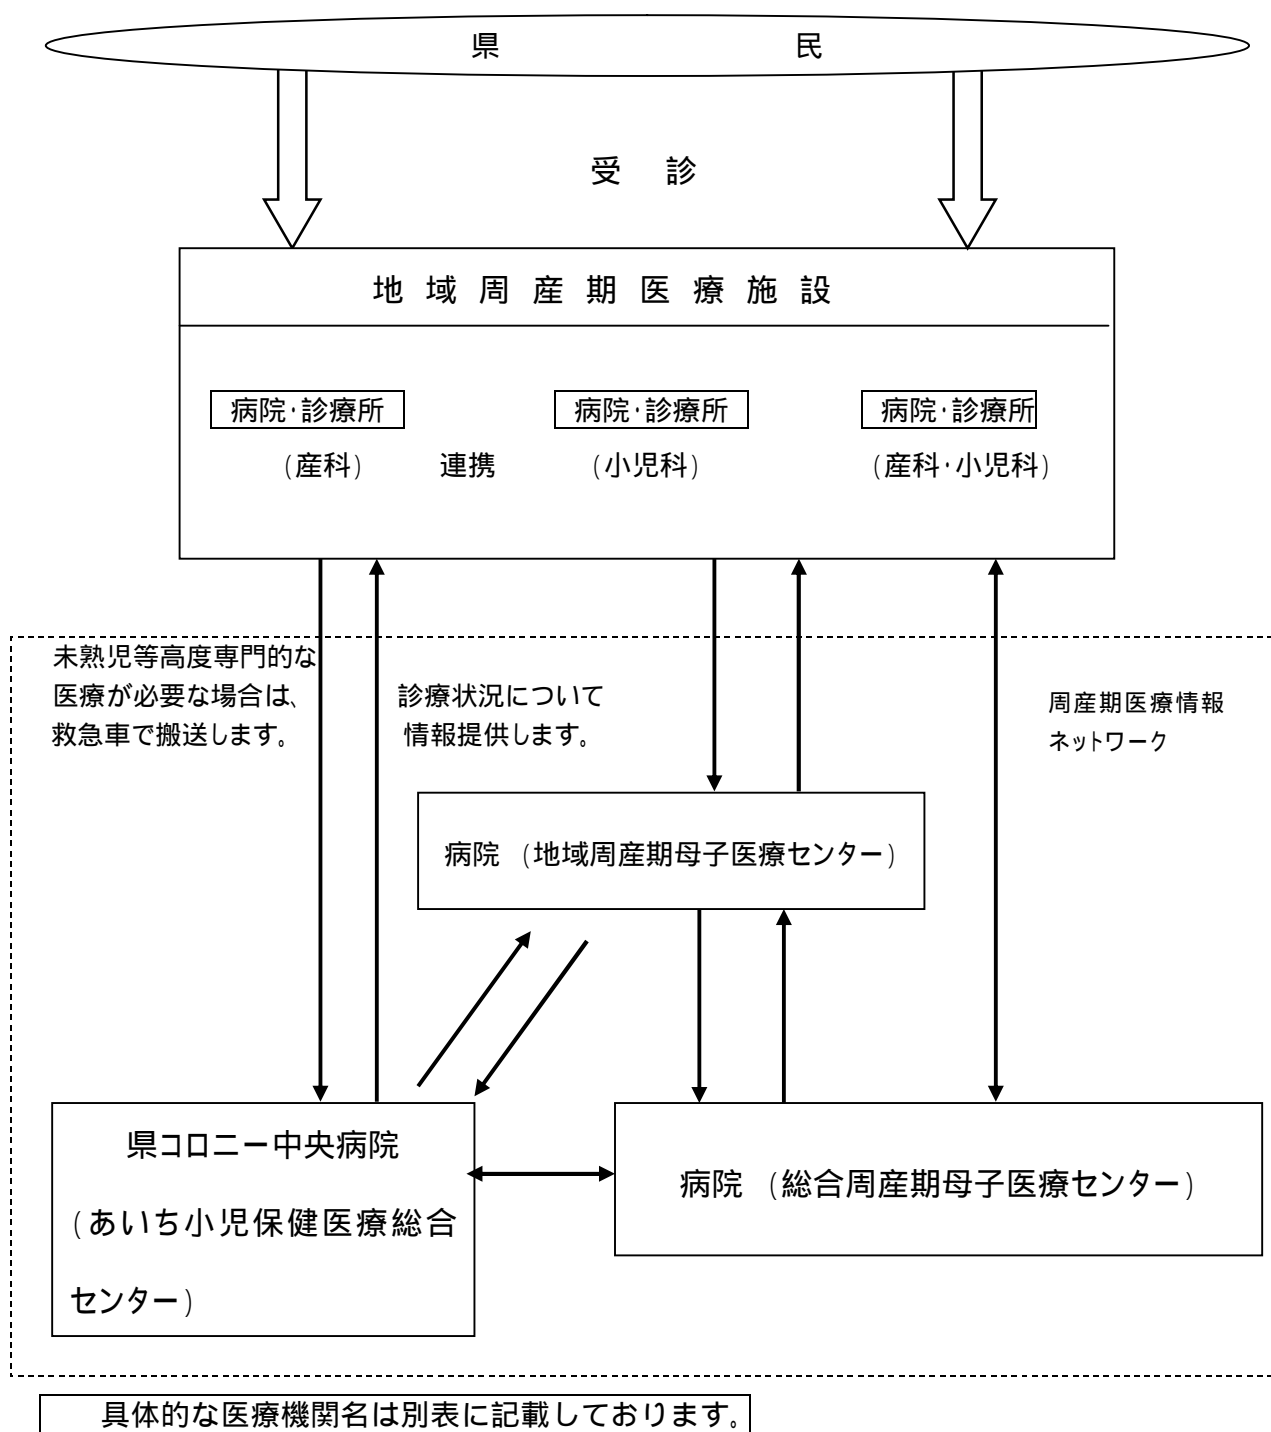 県 民
受 診
地 域 周 産 期 医 療 施 設
病院・診療所 病院・診療所 病院・診療所
(産科) 連携 (小児科) (産科・小児科)
未熟児等高度専門的な
医療が必要な場合は、
救急車で搬送します。
診療状況について
情報提供します。
周産期医療情報
ネットワーク
病院 (地域周産期母子医療センター)
県コロニー中央病院
(あいち小児保健医療総合
センター)
病院 (総合周産期母子医療センター)
具体的な医療機関名は別表に記載しております。